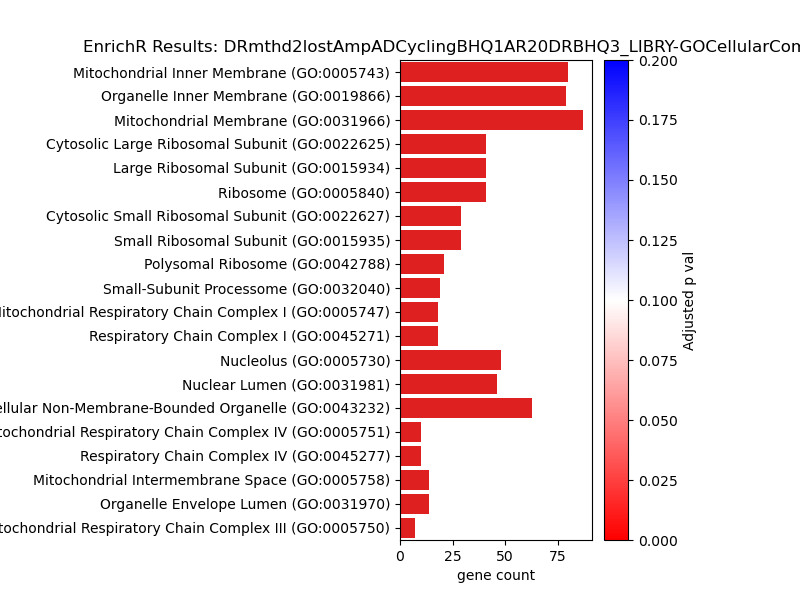 EnrichR Results: DRmthd2lostAmpADCyclingBHQ1AR20DRBHQ3_LIBRY-GOCellularCom
Mitochondrial Inner Membrane (GO:0005743)
Organelle Inner Membrane (GO:0019866)
Mitochondrial Membrane (GO:0031966)
Cytosolic Large Ribosomal Subunit (GO:0022625)
Large Ribosomal Subunit (GO:0015934)
Ribosome (GO:0005840)
Cytosolic Small Ribosomal Subunit (GO:0022627)
Small Ribosomal Subunit (GO:0015935)
Polysomal Ribosome (GO:0042788)
Small-Subunit Processome (GO:0032040)
itochondrial Respiratory Chain Complex I (GO:0005747)
Respiratory Chain Complex I (GO:0045271)
Nucleolus (GO:0005730)
Nuclear Lumen (GO:0031981)
ellular Non-Membrane-Bounded Organelle (GO:0043232)
tochondrial Respiratory Chain Complex IV (GO:0005751)
Respiratory Chain Complex IV (GO:0045277)
Mitochondrial Intermembrane Space (GO:0005758)
Organelle Envelope Lumen (GO:0031970)
tochondrial Respiratory Chain Complex III (GO:0005750)
0 25 50 75
gene count
0.200
0.175
0.150
0.125
0.100
0.075
0.050
0.025
0.000
Adjusted p val